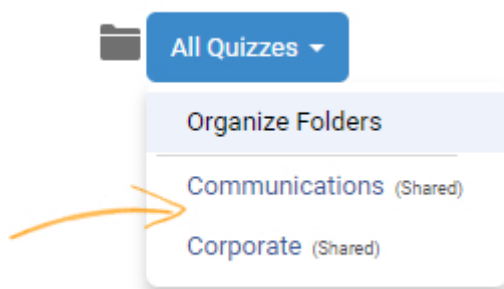 All Quizzes
Organize Folders
Communications (Shared)
Corporate (Shared)